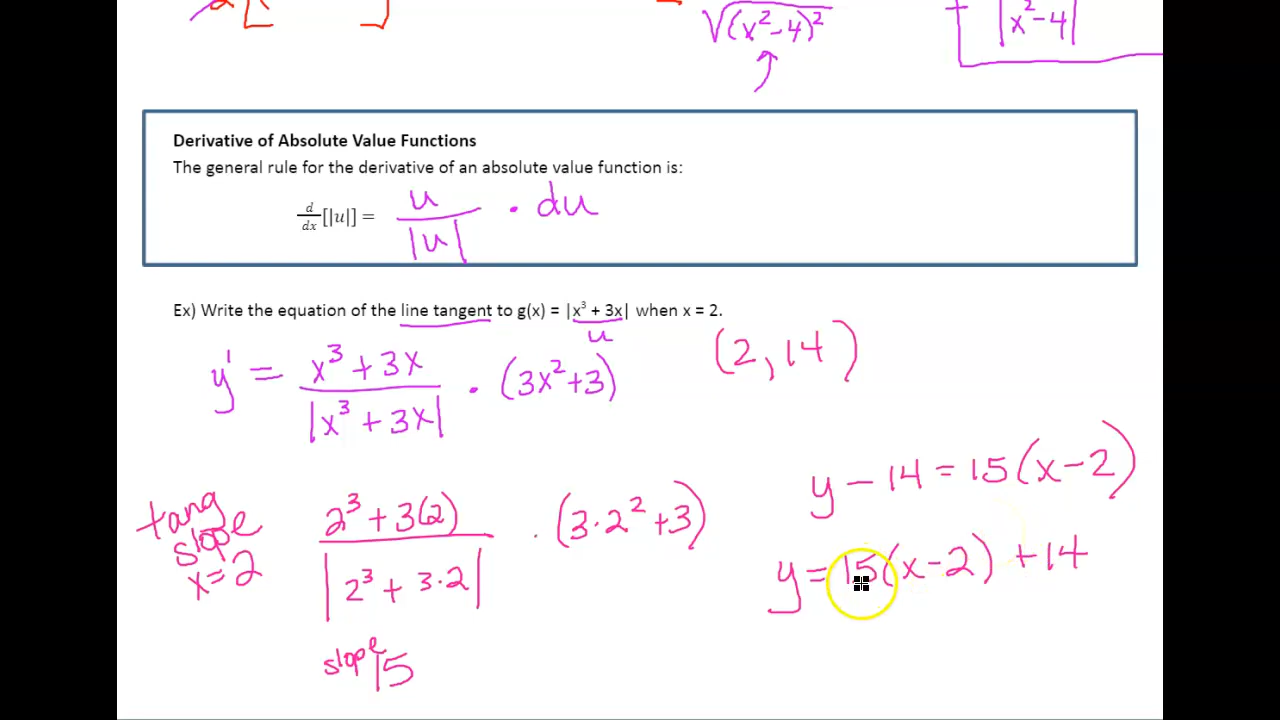 √(x²-4)² |x²-4|
Derivative of Absolute Value Functions
The general rule for the derivative of an absolute value function is:
d/dx [|u|] = u/|u| · du
Ex) Write the equation of the line tangent to g(x) = |x³ + 3x| when x = 2.
u
(2, 14)
y' = x³+3x/|x³+3x| · (3x²+3)
y - 14 = 15(x-2)
tang
slope
x=2
2³+3(2)/|2³+3·2| · (3·2²+3)
y = 15(x-2) + 14
slope 15